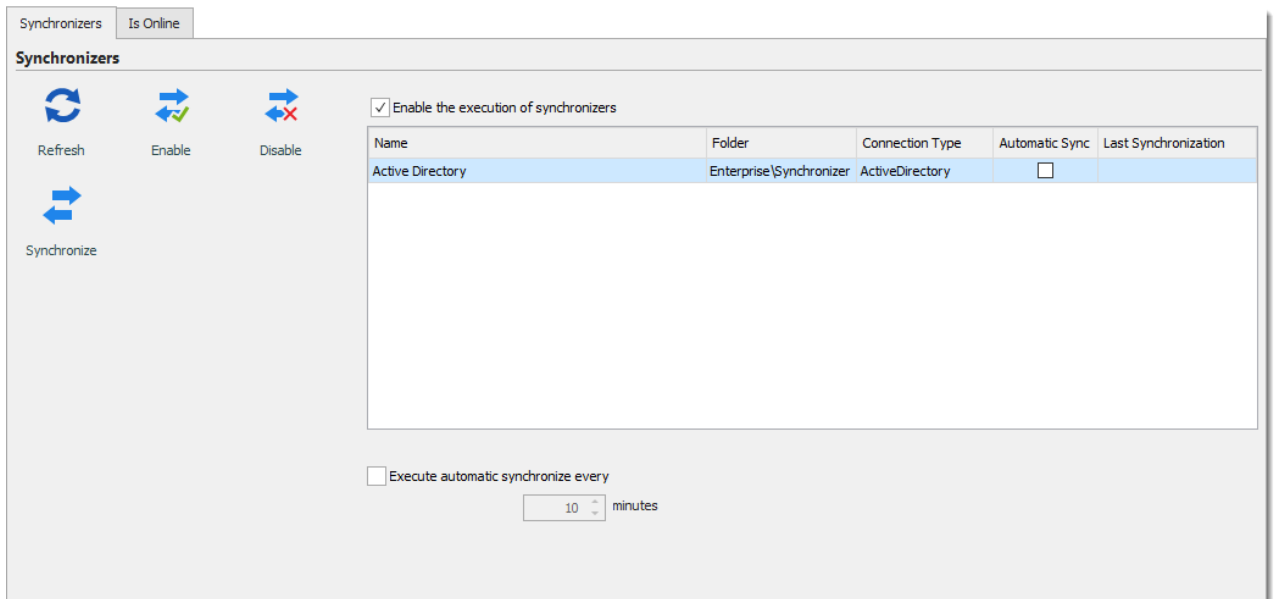 Synchronizers Is Online
Synchronizers
Refresh Enable Disable
Synchronize
Enable the execution of synchronizers
Name Folder Connection Type Automatic Sync Last Synchronization
Active Directory Enterprise\Synchronizer ActiveDirectory
Execute automatic synchronize every
10 minutes